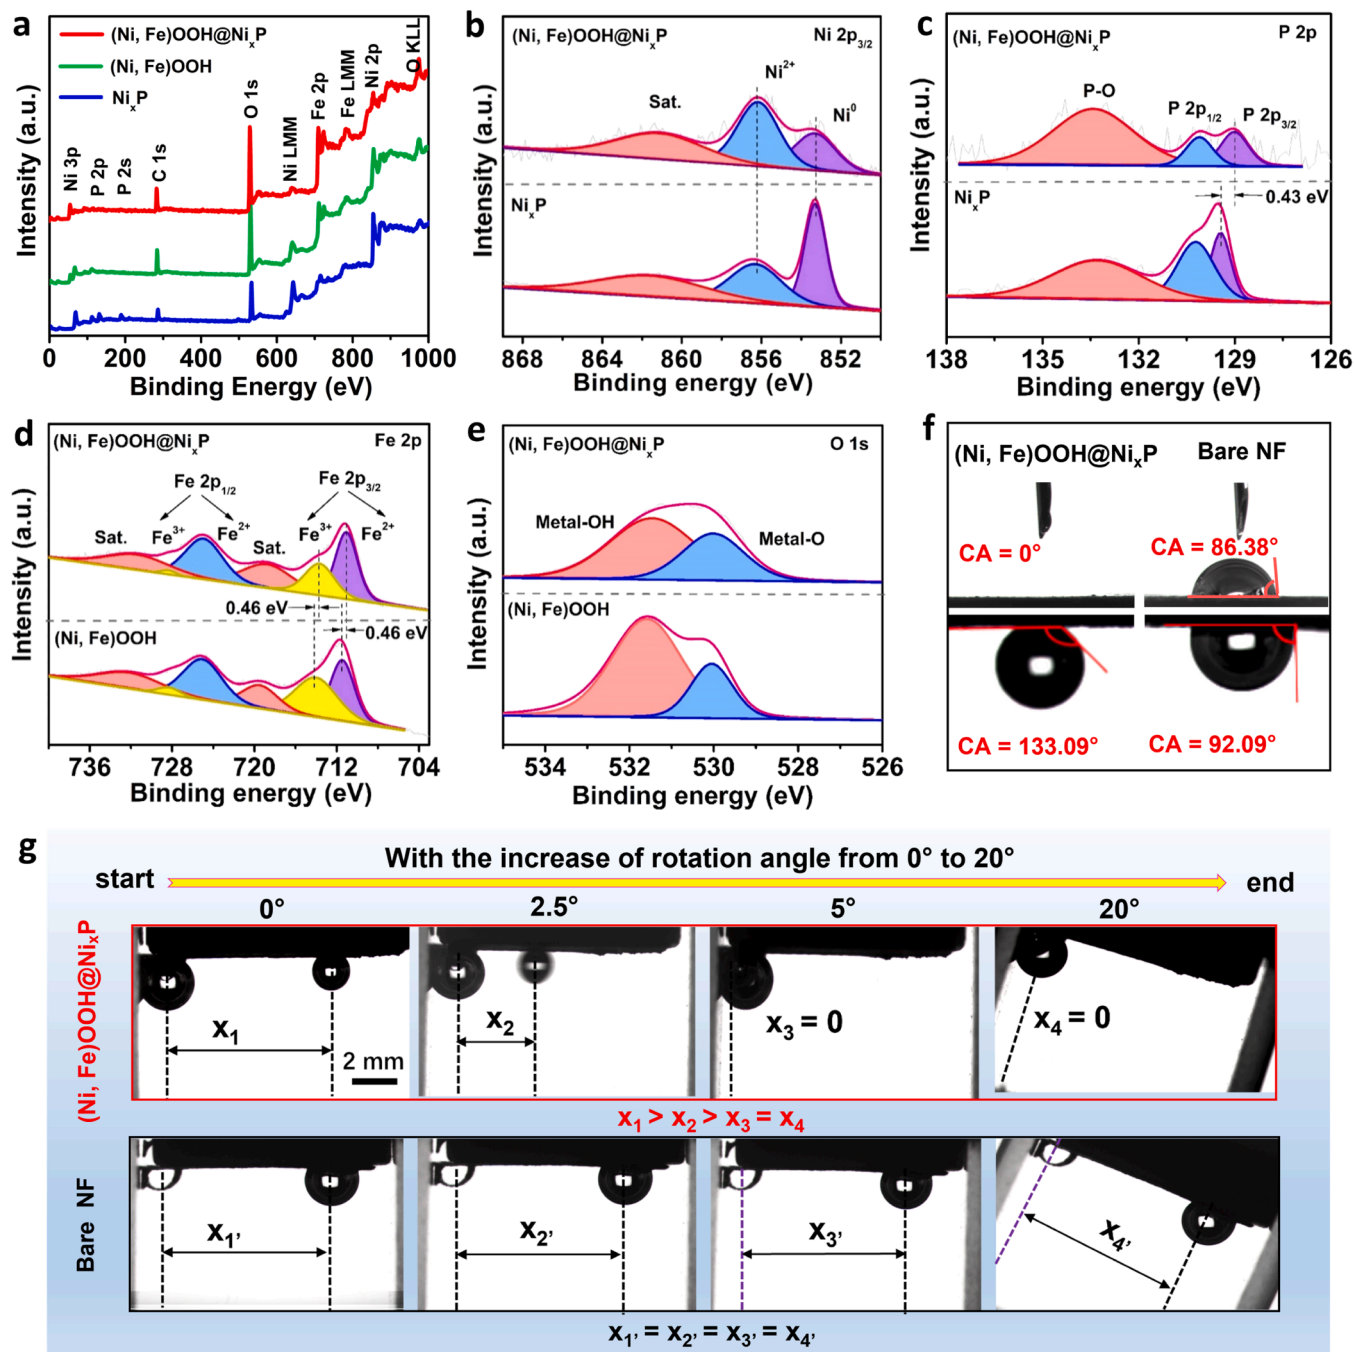 a
(Ni, Fe)OOH@NiₓP
(Ni, Fe)OOH
NiₓP
Ni 3p
P 2p
P 2s
C 1s
O 1s
Ni LMM
Fe 2p
Fe LMM
Ni 2p
O KLL
Intensity (a.u.)
0 200 400 600 800 1000
Binding Energy (eV)
b
(Ni, Fe)OOH@NiₓP Ni 2p₃/₂
Ni²⁺
Sat.
Ni⁰
NiₓP
Intensity (a.u.)
868 864 860 856 852
Binding energy (eV)
c
(Ni, Fe)OOH@NiₓP P 2p
P-O
P 2p₁/₂
P 2p₃/₂
NiₓP
0.43 eV
Intensity (a.u.)
138 135 132 129 126
Binding energy (eV)
d
(Ni, Fe)OOH@NiₓP Fe 2p
Fe 2p₁/₂ Fe 2p₃/₂
Sat. Fe³⁺ Fe²⁺ Sat. Fe³⁺ Fe²⁺
0.46 eV
0.46 eV
(Ni, Fe)OOH
Intensity (a.u.)
736 728 720 712 704
Binding energy (eV)
e
(Ni, Fe)OOH@NiₓP O 1s
Metal-OH
Metal-O
(Ni, Fe)OOH
Intensity (a.u.)
534 532 530 528 526
Binding energy (eV)
f
(Ni, Fe)OOH@NiₓP Bare NF
CA = 0° CA = 86.38°
CA = 133.09° CA = 92.09°
g
With the increase of rotation angle from 0° to 20°
start end
0° 2.5° 5° 20°
(Ni, Fe)OOH@NiₓP
x₁
x₂
x₃ = 0
x₄ = 0
2 mm
x₁ > x₂ > x₃ = x₄
Bare NF
x₁'
x₂'
x₃'
x₄'
x₁' = x₂' = x₃' = x₄'